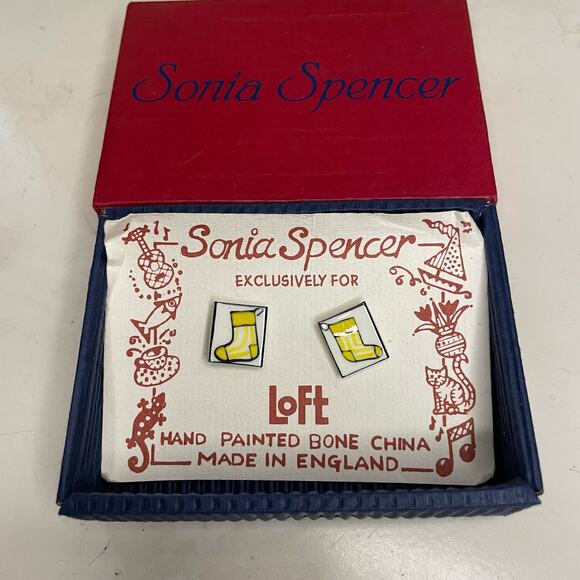 Sonia Spencer
Sonia Spencer
EXCLUSIVELY FOR
LoFt
HAND PAINTED BONE CHINA
MADE IN ENGLAND